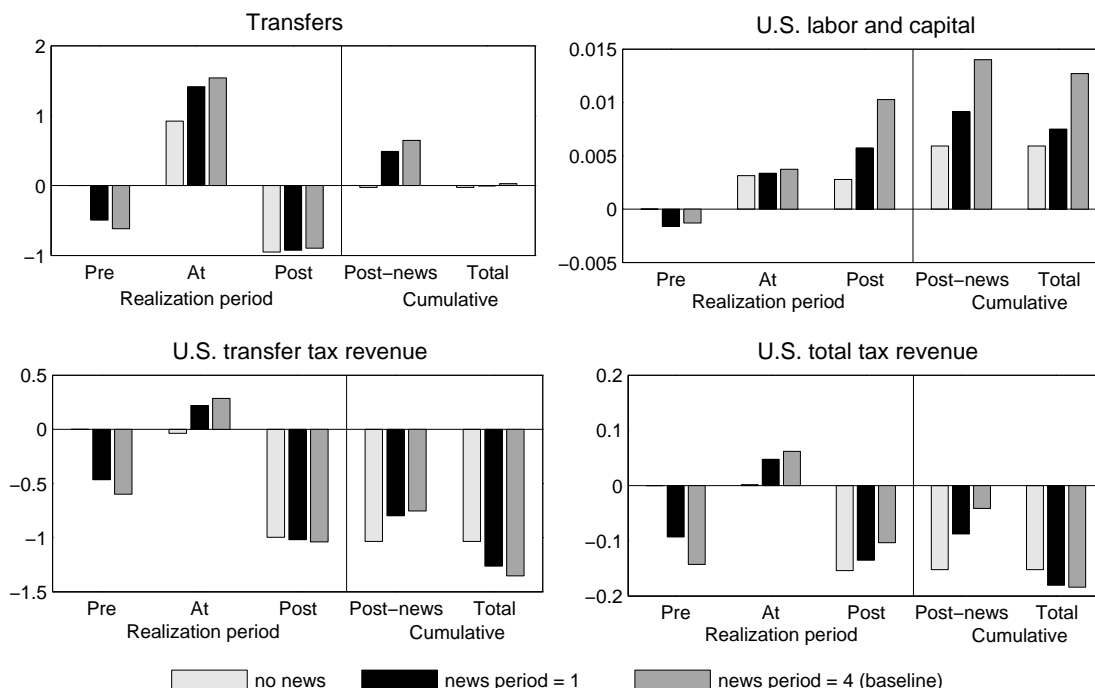 Transfers
2
1
0
−1
Pre At Post Post−news Total
Realization period Cumulative
U.S. labor and capital
0.015
0.01
0.005
0
−0.005
Pre At Post Post−news Total
Realization period Cumulative
U.S. transfer tax revenue
0.5
0
−0.5
−1
−1.5
Pre At Post Post−news Total
Realization period Cumulative
U.S. total tax revenue
0.2
0.1
0
−0.1
−0.2
Pre At Post Post−news Total
Realization period Cumulative
no news news period = 1 news period = 4 (baseline)